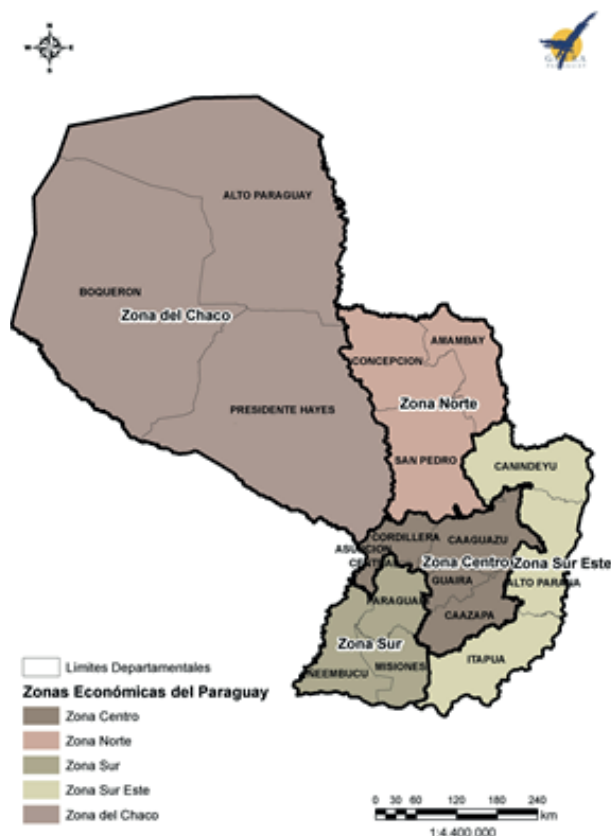 N
ALTO PARAGUAY
BOQUERON
Zona del Chaco
AMAMBAY
CONCEPCION
Zona Norte
PRESIDENTE HAYES
SAN PEDRO
CANINDEYU
CORDILLERA
CAAGUAZU
Zona Centro
Zona Sur Este
GUAIRA
ALTO PARANA
PARAGUARI
CAAZAPA
Zona Sur
ITAPUA
MISIONES
NEEMBUCU
Limites Departamentales
Zonas Económicas del Paraguay
Zona Centro
Zona Norte
Zona Sur
Zona Sur Este
Zona del Chaco
0 30 60 120 180 240
km
1:4.400.000